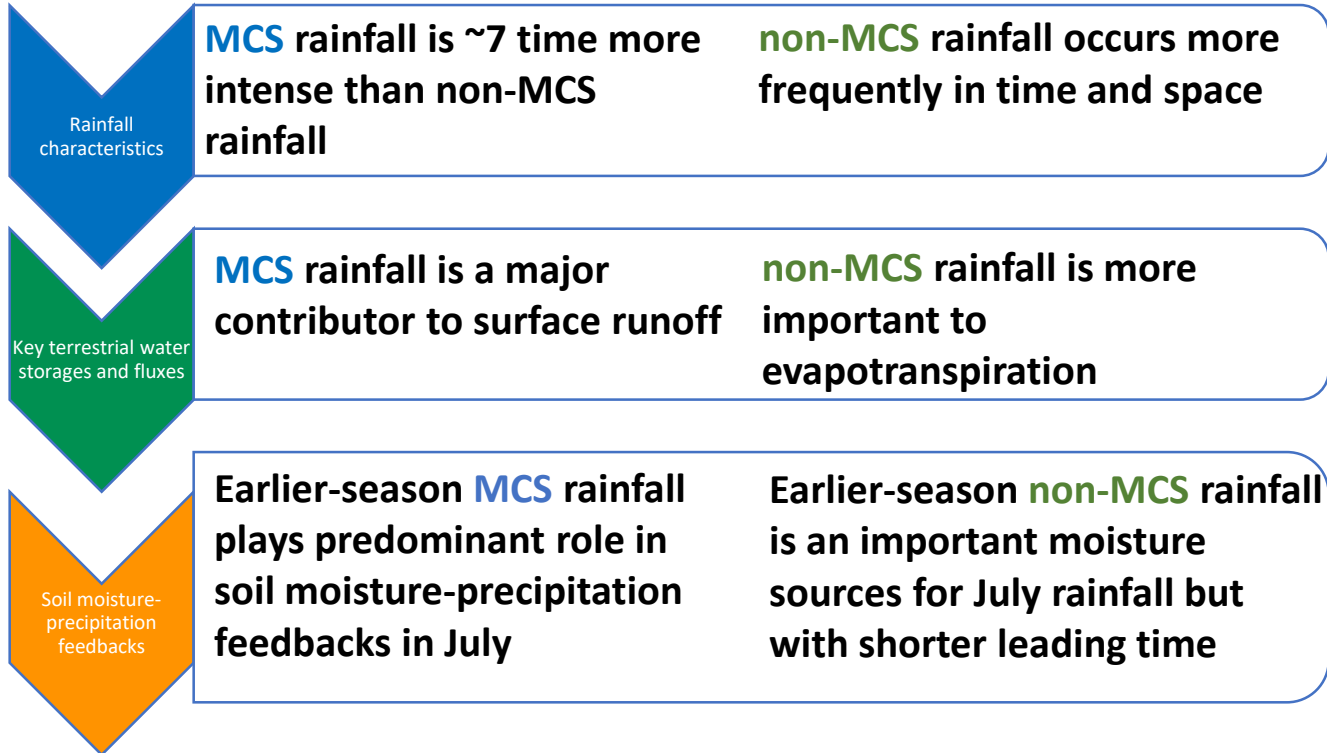 Rainfall
characteristics
MCS rainfall is ~7 time more
intense than non-MCS
rainfall
non-MCS rainfall occurs more
frequently in time and space
Key terrestrial water
storages and fluxes
MCS rainfall is a major
contributor to surface runoff
non-MCS rainfall is more
important to
evapotranspiration
Soil moisture-
precipitation
feedbacks
Earlier-season MCS rainfall
plays predominant role in
soil moisture-precipitation
feedbacks in July
Earlier-season non-MCS rainfall
is an important moisture
sources for July rainfall but
with shorter leading time